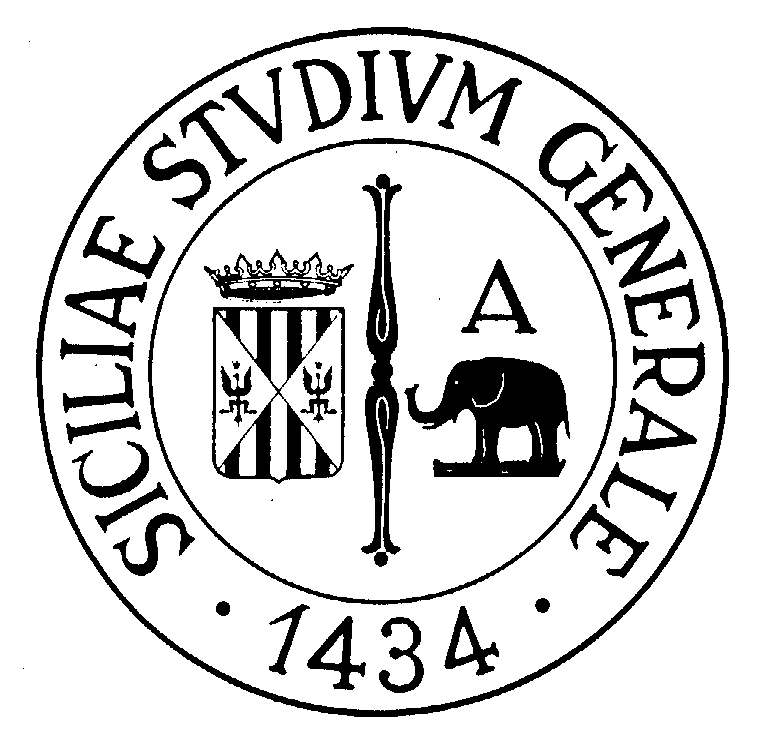 SICILIAE STVDIVM GENERALE
A
· 1434 ·